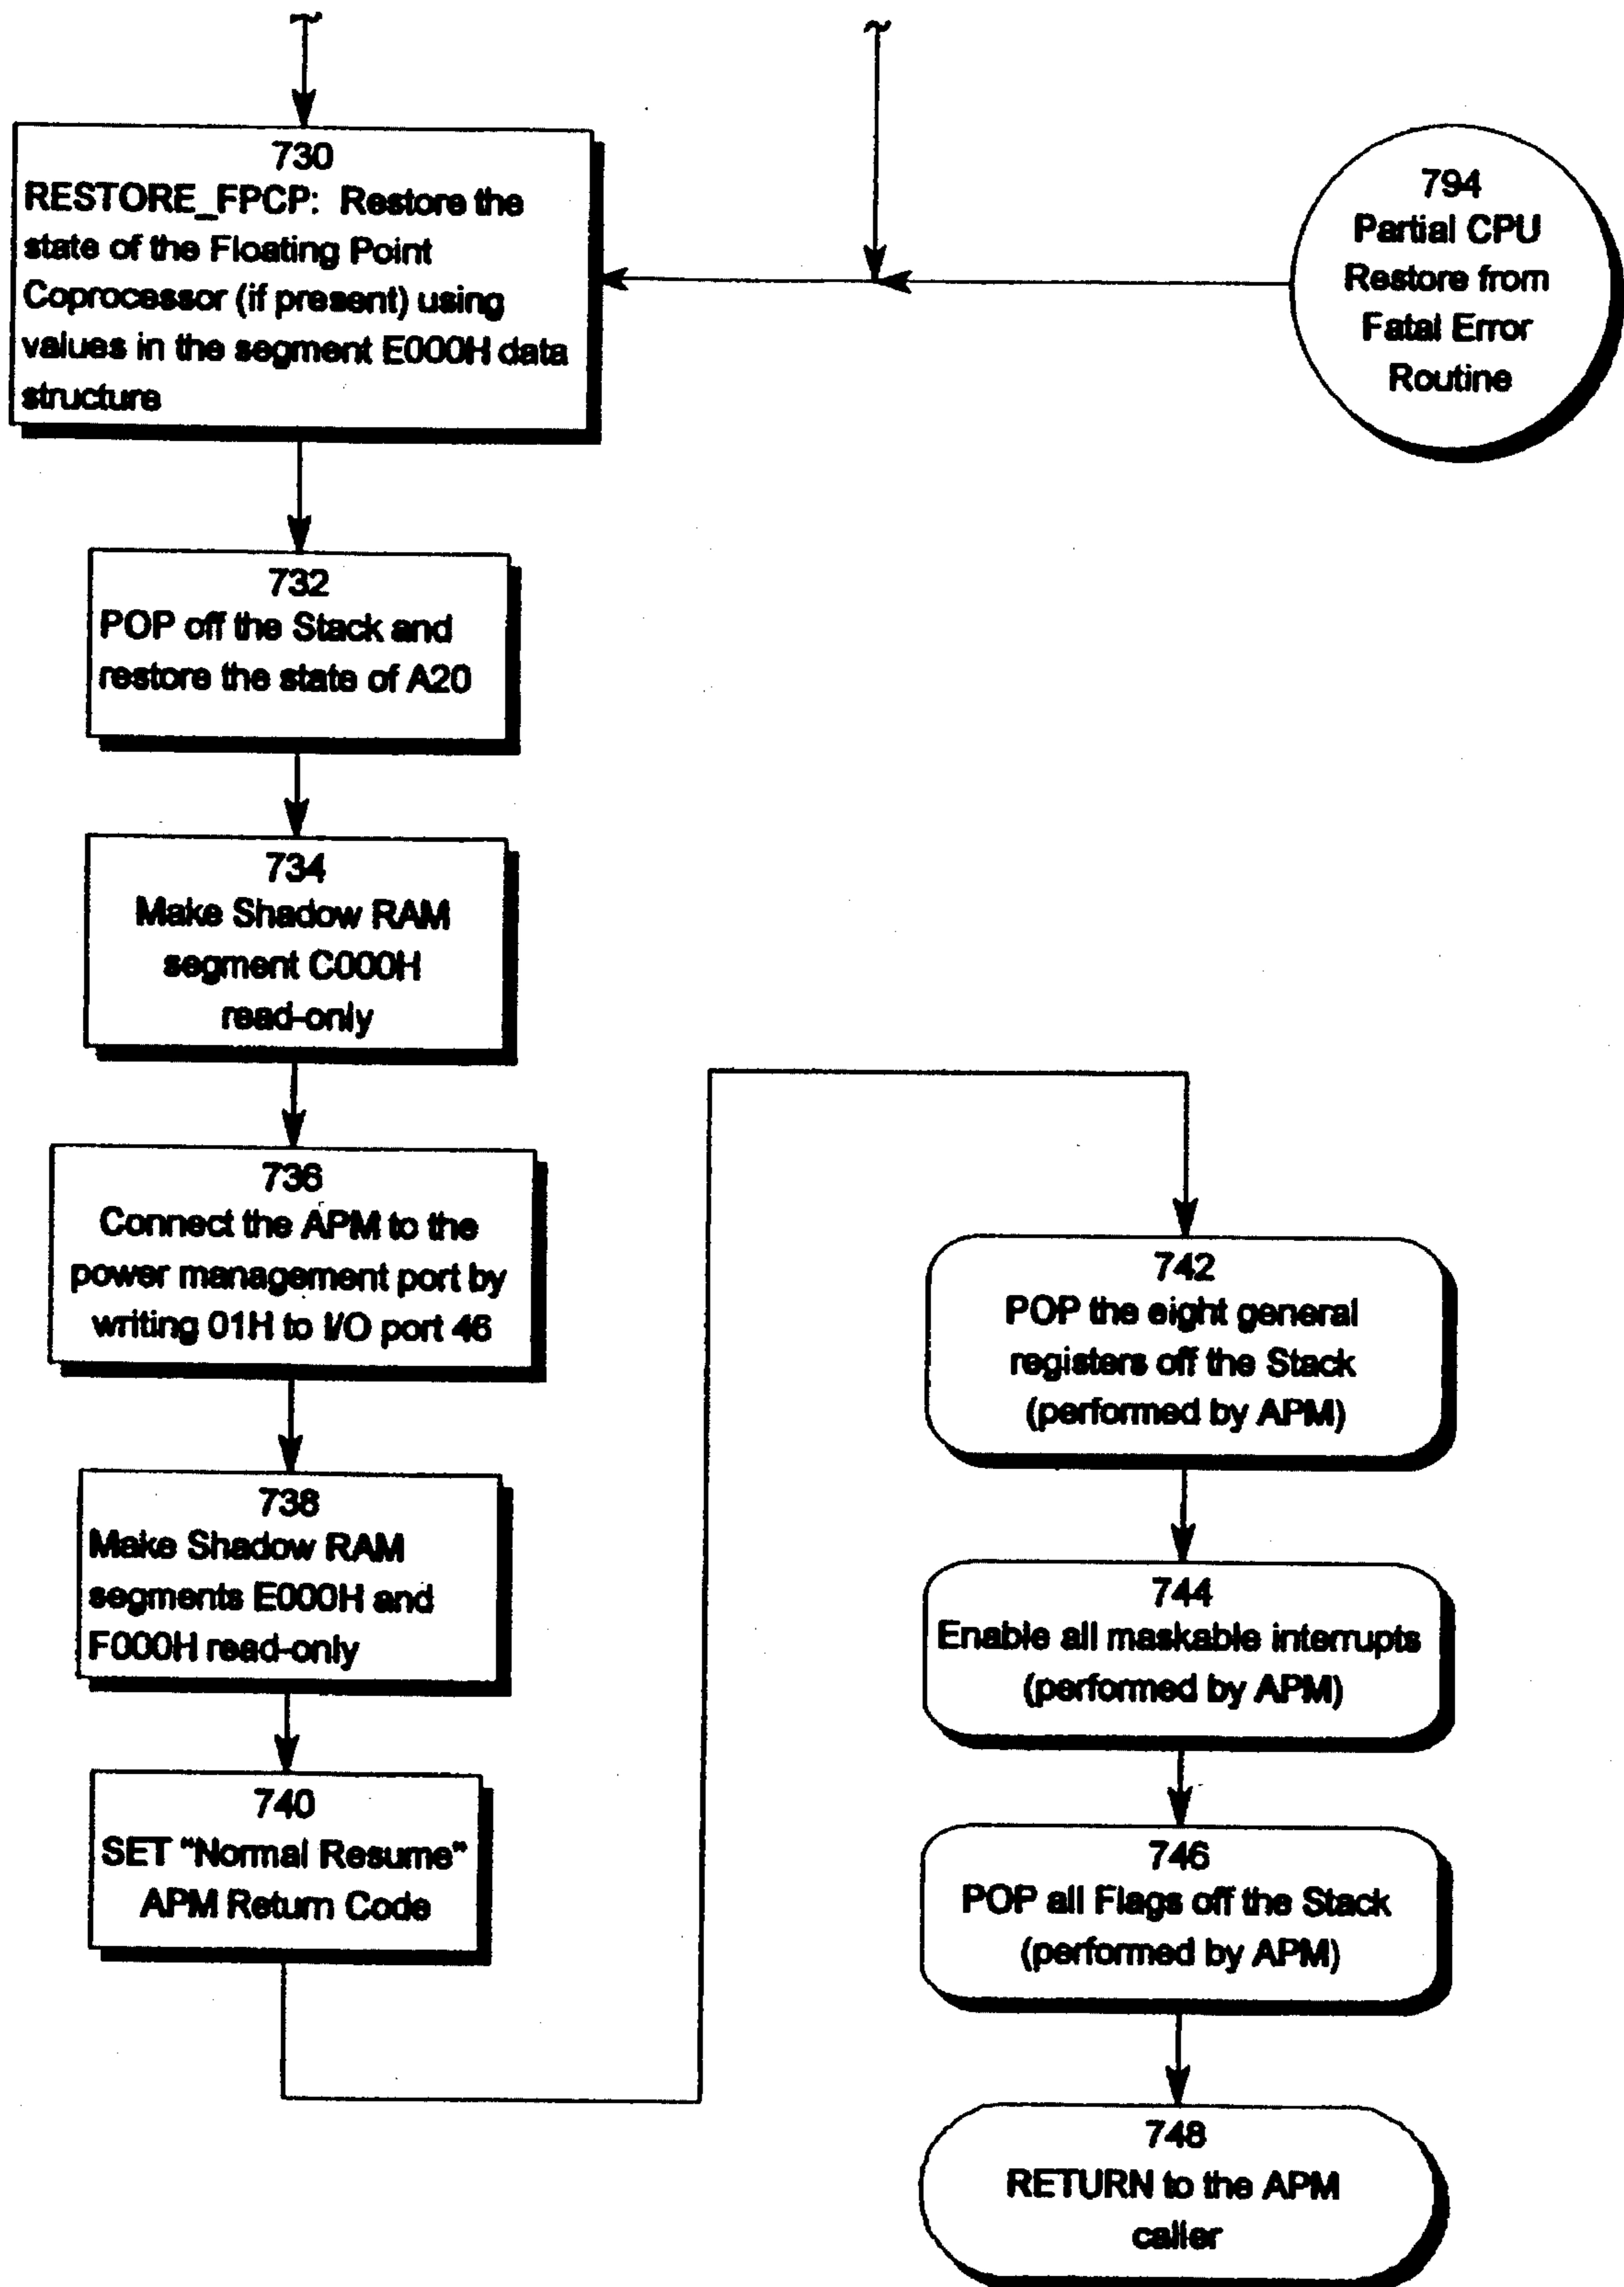 730
RESTORE_FPCP: Restore the
state of the Floating Point
Coprocessor (if present) using
values in the segment E000H data
structure
794
Partial CPU
Restore from
Fatal Error
Routine
732
POP off the Stack and
restore the state of A20
734
Make Shadow RAM
segment C000H
read-only
736
Connect the APM to the
power management port by
writing 01H to I/O port 46
738
Make Shadow RAM
segments E000H and
F000H read-only
740
SET "Normal Resume"
APM Return Code
742
POP the eight general
registers off the Stack
(performed by APM)
744
Enable all maskable interrupts
(performed by APM)
746
POP all Flags off the Stack
(performed by APM)
748
RETURN to the APM
caller